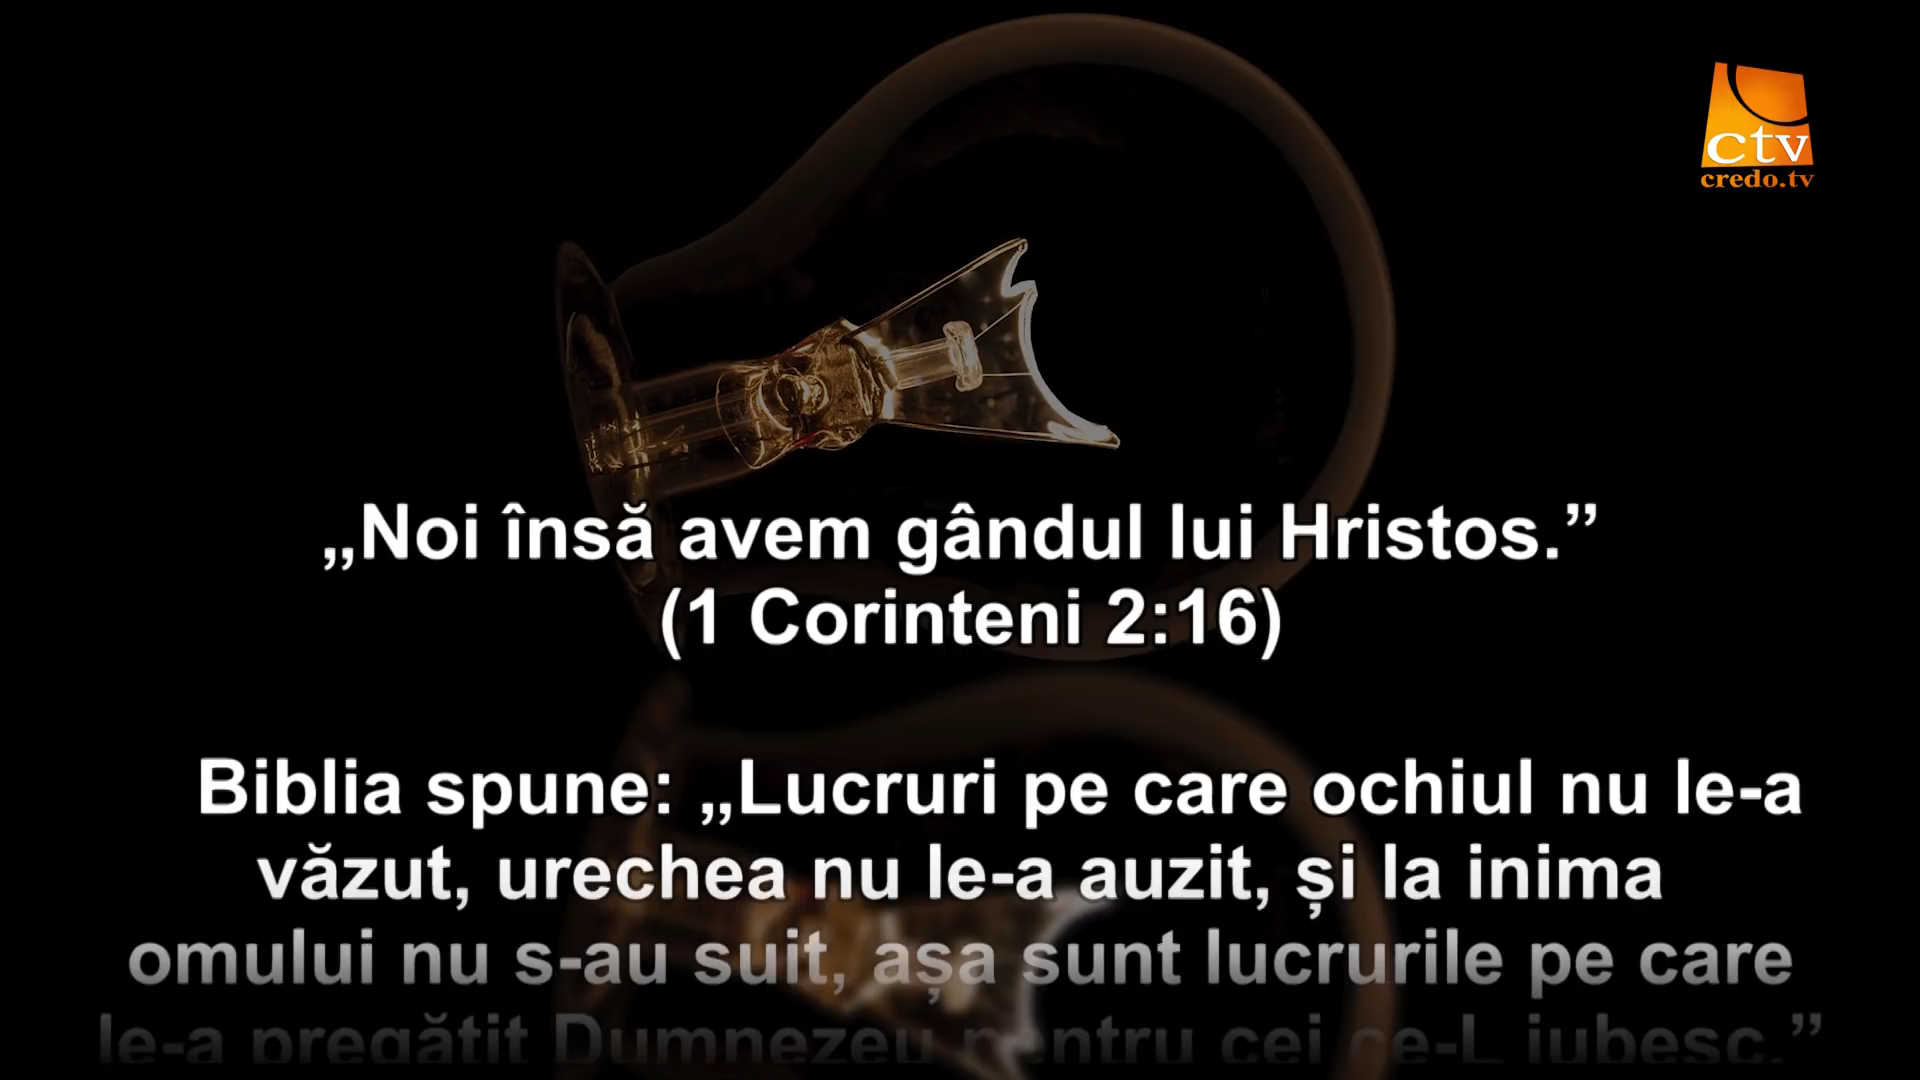 ctv
credo.tv
„Noi însă avem gândul lui Hristos.”
(1 Corinteni 2:16)
Biblia spune: „Lucruri pe care ochiul nu le-a
văzut, urechea nu le-a auzit, și la inima
omului nu s-au suit, așa sunt lucrurile pe care
le-a pregătit Dumnezeu pentru cei ce-L iubesc.”